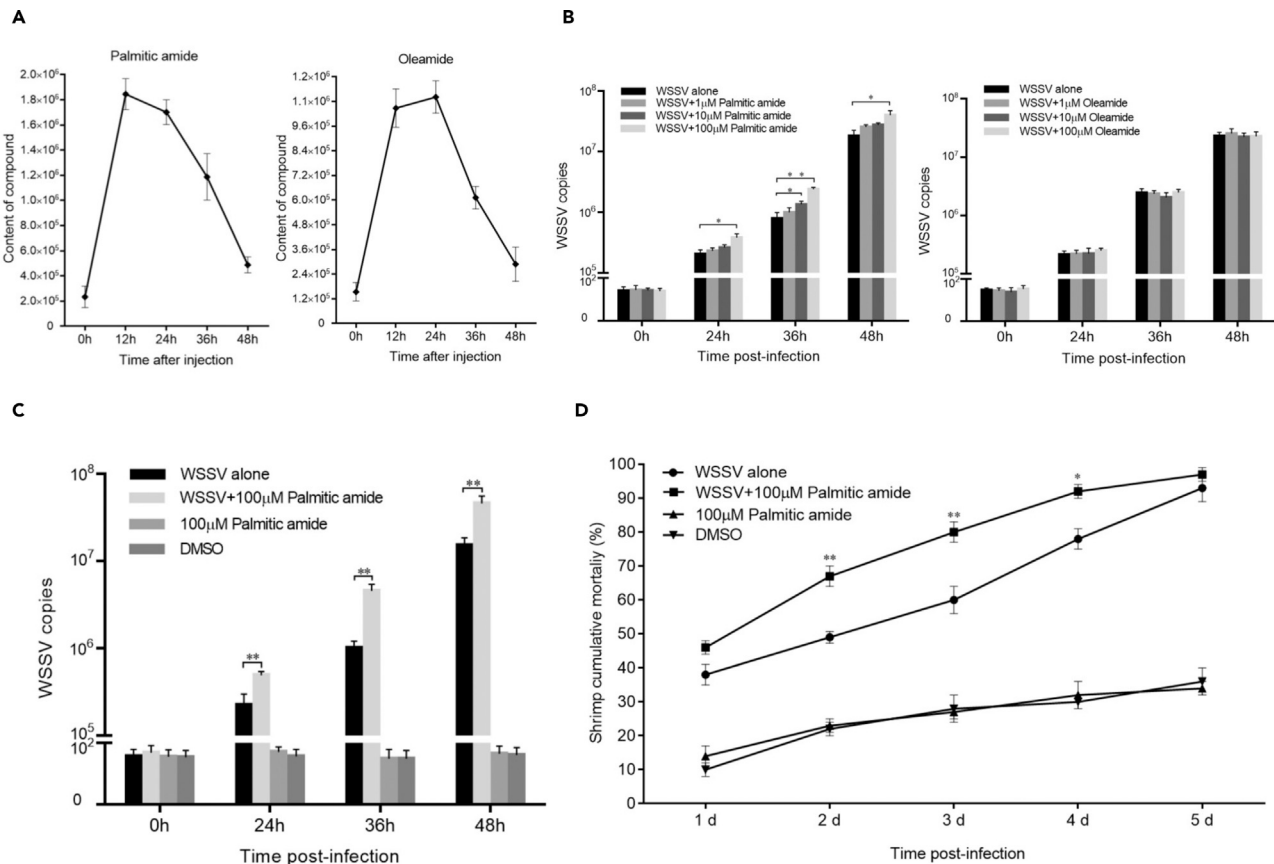 A
Palmitic amide
Content of compound
2.0×10⁶
1.8×10⁶
1.6×10⁶
1.4×10⁶
1.2×10⁶
1.0×10⁶
8.0×10⁵
6.0×10⁵
4.0×10⁵
2.0×10⁵
0
0h 12h 24h 36h 48h
Time after injection
Oleamide
Content of compound
1.2×10⁶
1.1×10⁶
9.6×10⁵
8.4×10⁵
7.2×10⁵
6.0×10⁵
4.8×10⁵
3.6×10⁵
2.4×10⁵
1.2×10⁵
0
0h 12h 24h 36h 48h
Time after injection
B
WSSV alone
WSSV+1μM Palmitic amide
WSSV+10μM Palmitic amide
WSSV+100μM Palmitic amide
WSSV copies
10⁸
10⁷
10⁶
10⁵
10²
0
*
* *
*
*
0h 24h 36h 48h
Time post-infection
WSSV alone
WSSV+1μM Oleamide
WSSV+10μM Oleamide
WSSV+100μM Oleamide
WSSV copies
10⁸
10⁷
10⁶
10⁵
10²
0
0h 24h 36h 48h
Time post-infection
C
WSSV alone
WSSV+100μM Palmitic amide
100μM Palmitic amide
DMSO
WSSV copies
10⁸
10⁷
10⁶
10⁵
10²
0
**
**
**
0h 24h 36h 48h
Time post-infection
D
WSSV alone
WSSV+100μM Palmitic amide
100μM Palmitic amide
DMSO
Shrimp cumulative mortaliy (%)
100
90
80
70
60
50
40
30
20
10
0
**
**
*
1 d 2 d 3 d 4 d 5 d
Time post-infection